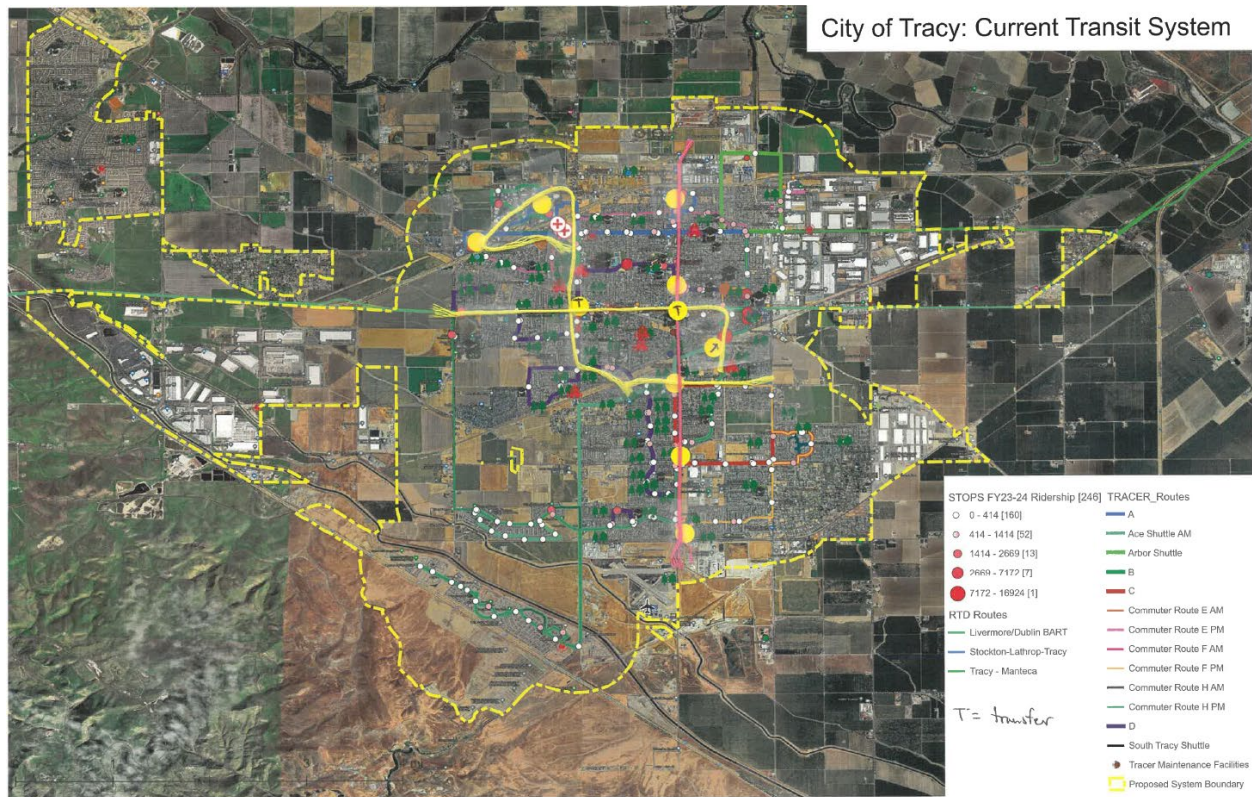 City of Tracy: Current Transit System
STOPS FY23-24 Ridership [246]
0 - 414 [160]
414 - 1414 [52]
1414 - 2669 [13]
2669 - 7172 [7]
7172 - 16924 [1]
RTD Routes
Livermore/Dublin BART
Stockton-Lathrop-Tracy
Tracy - Manteca
T = transfer
TRACER_Routes
A
Ace Shuttle AM
Arbor Shuttle
B
C
Commuter Route E AM
Commuter Route E PM
Commuter Route F AM
Commuter Route F PM
Commuter Route H AM
Commuter Route H PM
D
South Tracy Shuttle
Tracer Maintenance Facilities
Proposed System Boundary
T
T
T